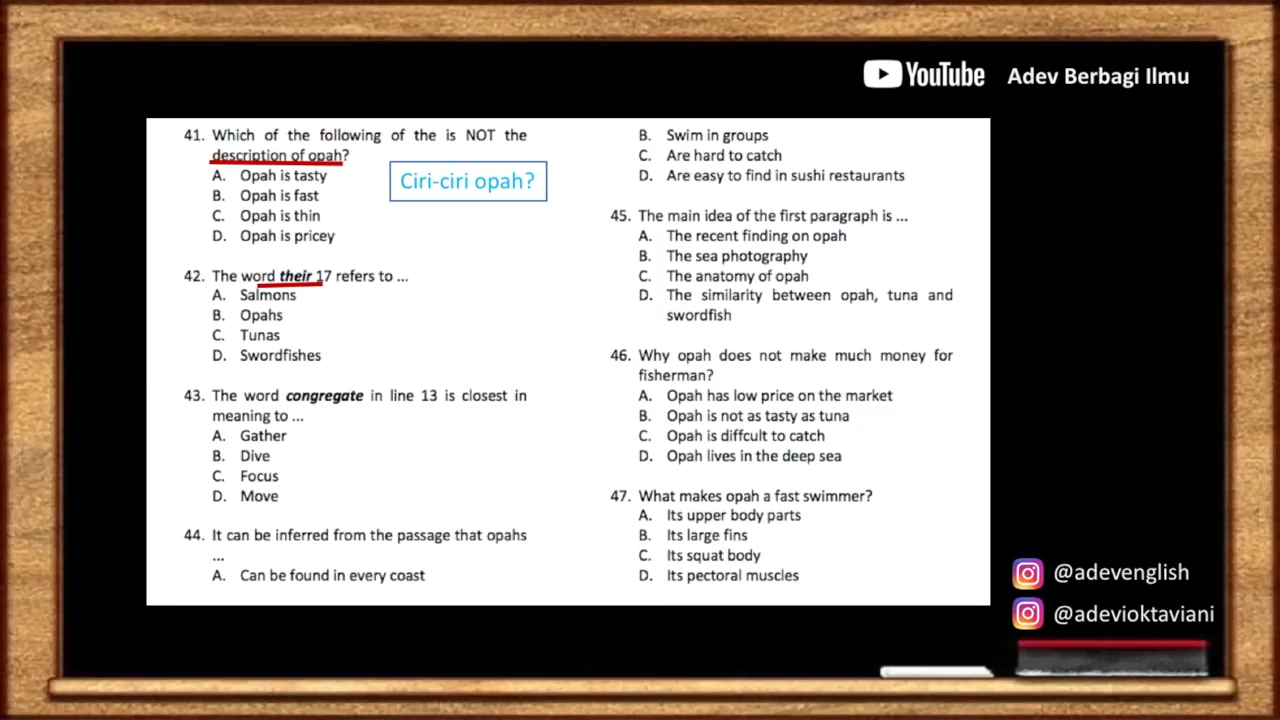 YouTube Adev Berbagi Ilmu
41. Which of the following of the is NOT the
description of opah?
A. Opah is tasty
B. Opah is fast
C. Opah is thin
D. Opah is pricey
Ciri-ciri opah?
42. The word their 17 refers to ...
A. Salmons
B. Opahs
C. Tunas
D. Swordfishes
43. The word congregate in line 13 is closest in
meaning to ...
A. Gather
B. Dive
C. Focus
D. Move
44. It can be inferred from the passage that opahs
...
A. Can be found in every coast
B. Swim in groups
C. Are hard to catch
D. Are easy to find in sushi restaurants
45. The main idea of the first paragraph is ...
A. The recent finding on opah
B. The sea photography
C. The anatomy of opah
D. The similarity between opah, tuna and
swordfish
46. Why opah does not make much money for
fisherman?
A. Opah has low price on the market
B. Opah is not as tasty as tuna
C. Opah is diffcult to catch
D. Opah lives in the deep sea
47. What makes opah a fast swimmer?
A. Its upper body parts
B. Its large fins
C. Its squat body
D. Its pectoral muscles
@adevenglish
@adevioktaviani